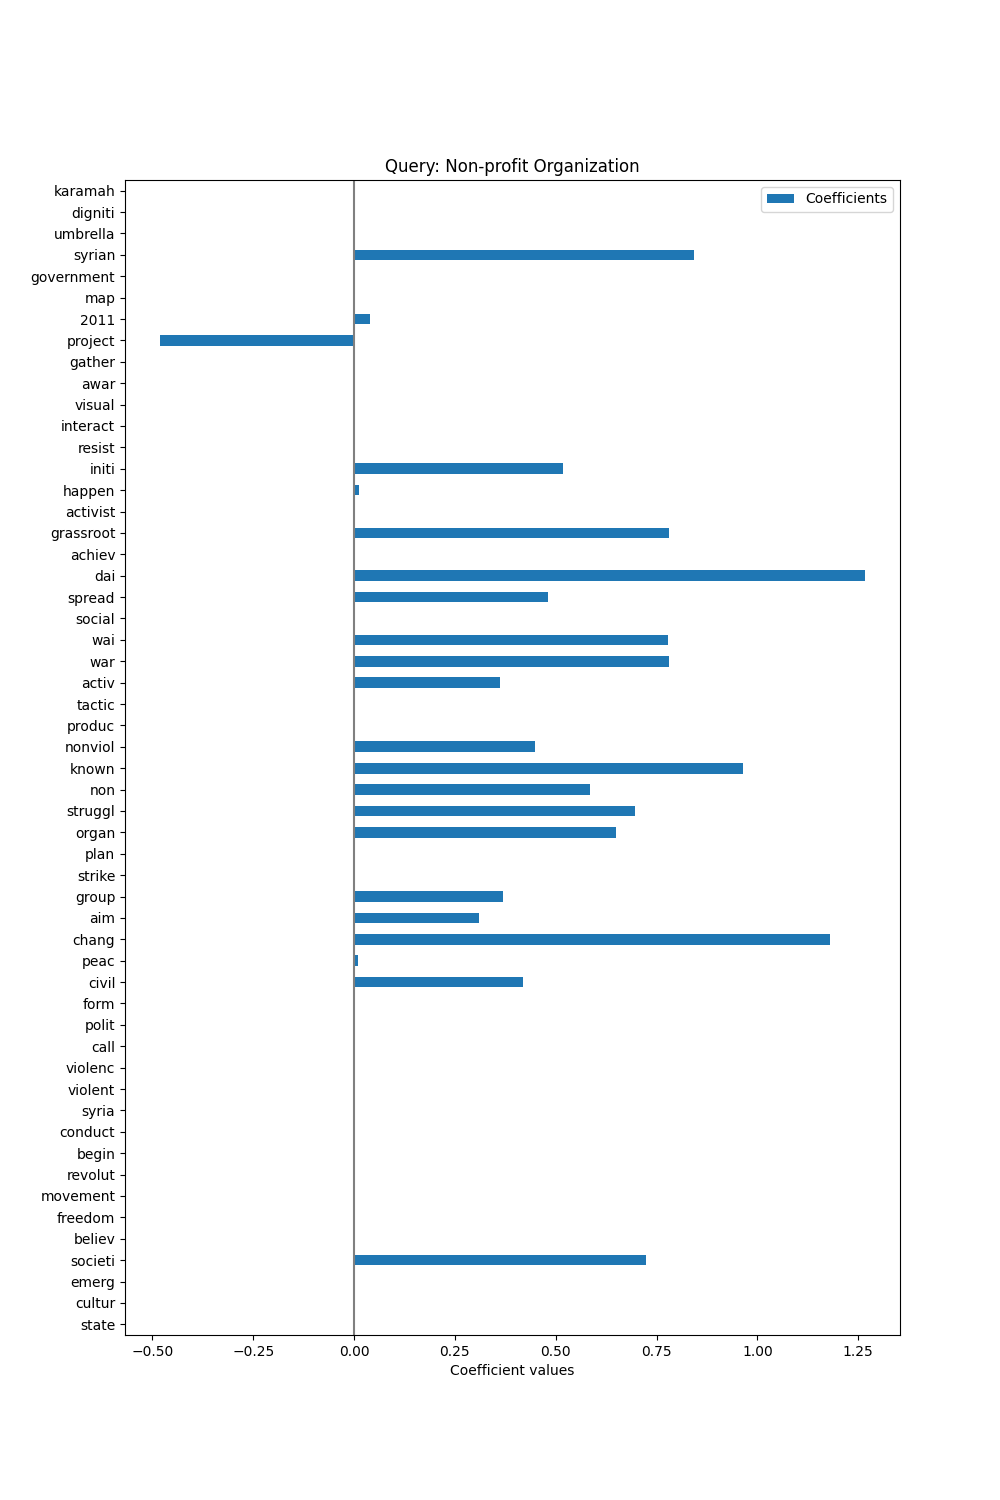 Query: Non-profit Organization
Coefficients
karamah
digniti
umbrella
syrian
government
map
2011
project
gather
awar
visual
interact
resist
initi
happen
activist
grassroot
achiev
dai
spread
social
wai
war
activ
tactic
produc
nonviol
known
non
struggl
organ
plan
strike
group
aim
chang
peac
civil
form
polit
call
violenc
violent
syria
conduct
begin
revolut
movement
freedom
believ
societi
emerg
cultur
state
−0.50 −0.25 0.00 0.25 0.50 0.75 1.00 1.25
Coefficient values